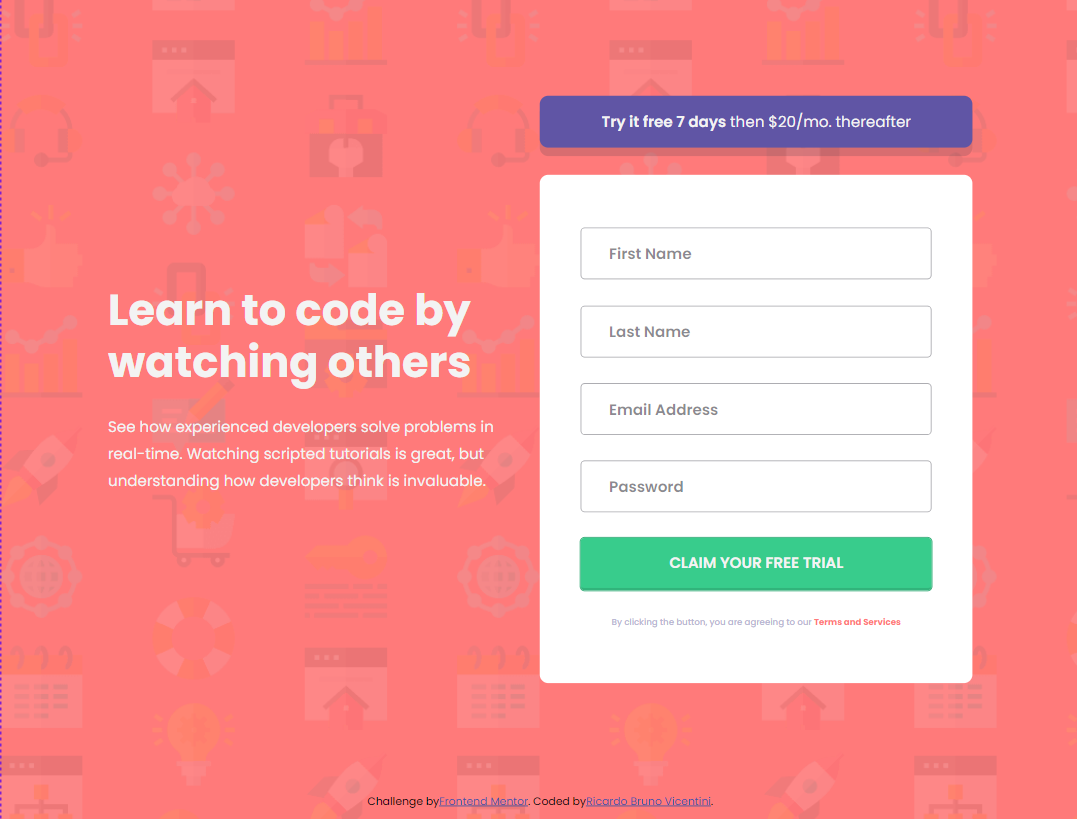 Try it free 7 days then $20/mo. thereafter
Learn to code by
watching others
See how experienced developers solve problems in
real-time. Watching scripted tutorials is great, but
understanding how developers think is invaluable.
First Name
Last Name
Email Address
Password
CLAIM YOUR FREE TRIAL
By clicking the button, you are agreeing to our Terms and Services
Challenge byFrontend Mentor. Coded byRicardo Bruno Vicentini.